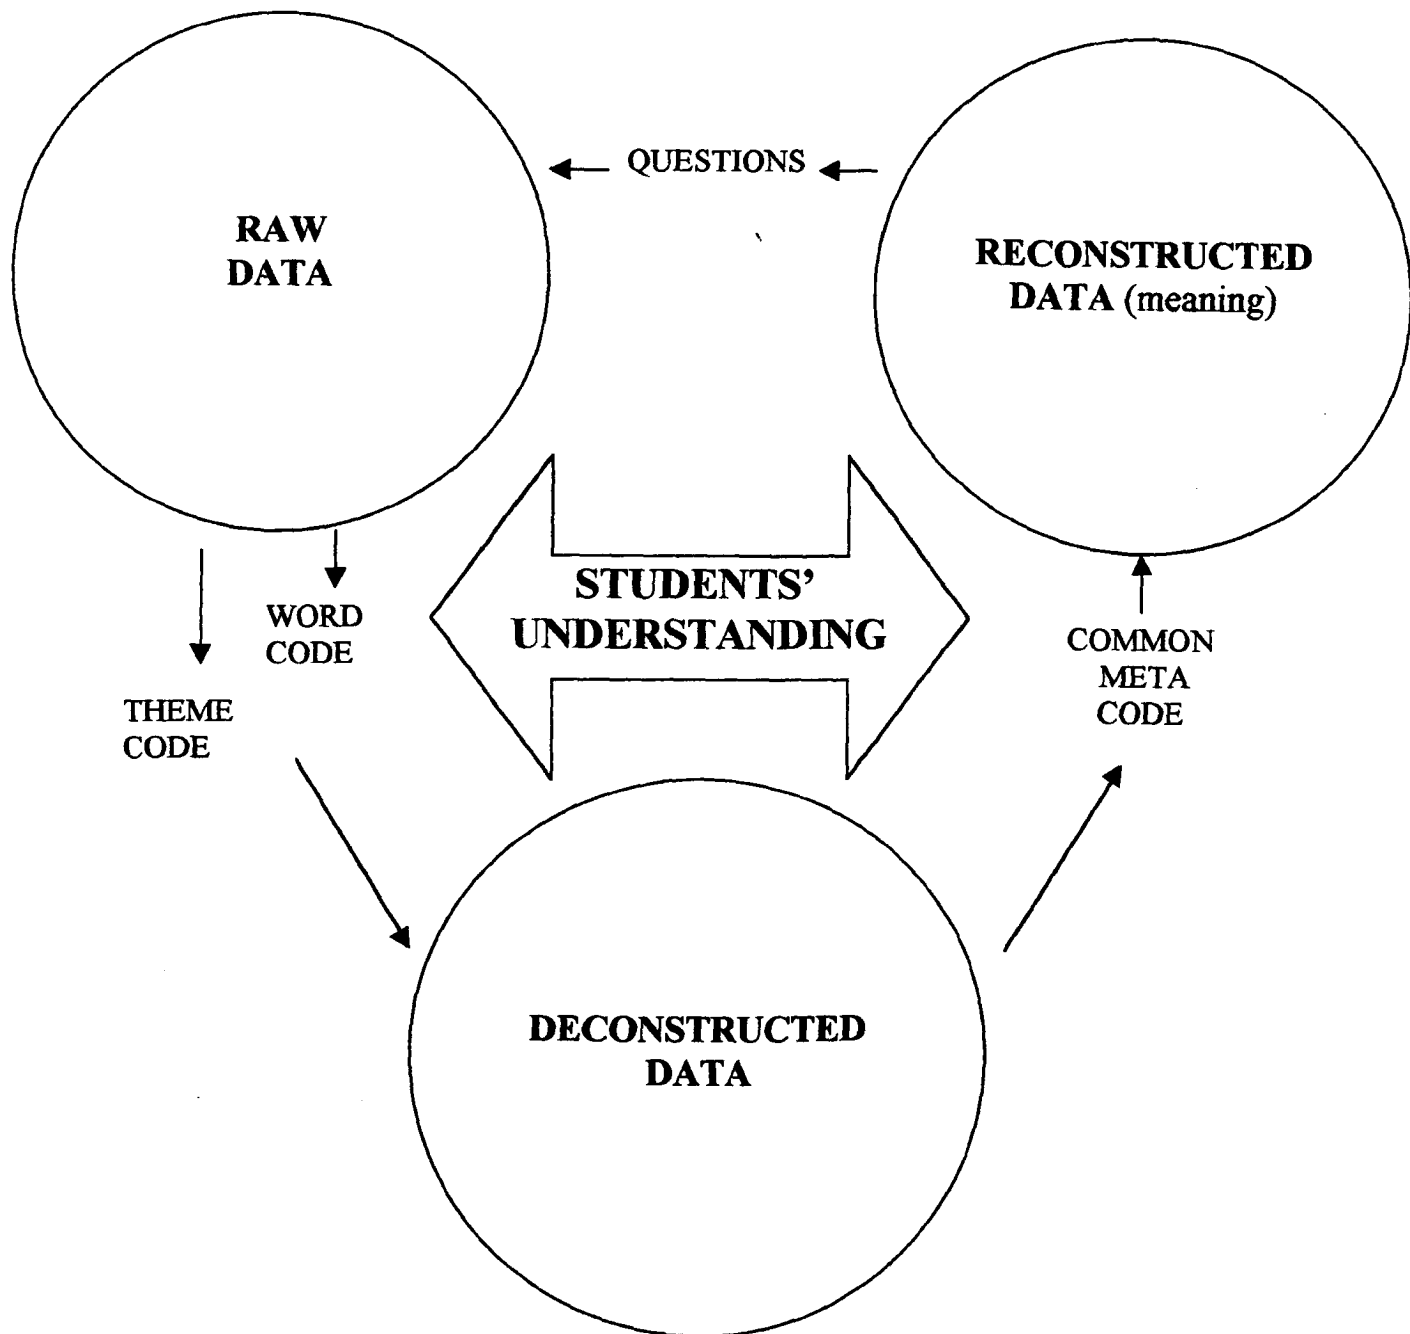 QUESTIONS
RAW
DATA
RECONSTRUCTED
DATA (meaning)
STUDENTS'
UNDERSTANDING
WORD
CODE
THEME
CODE
COMMON
META
CODE
DECONSTRUCTED
DATA